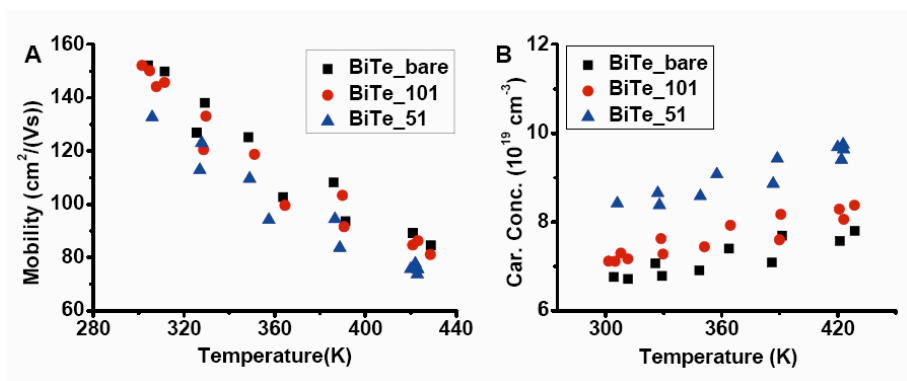 A
160
140
120
100
80
60
280
320
360
400
440
Mobility (cm²/(Vs))
Temperature(K)
BiTe_bare
BiTe_101
BiTe_51
B
12
10
8
6
300
360
420
Car. Conc. (10¹⁹ cm⁻³)
Temperature (K)
BiTe_bare
BiTe_101
BiTe_51